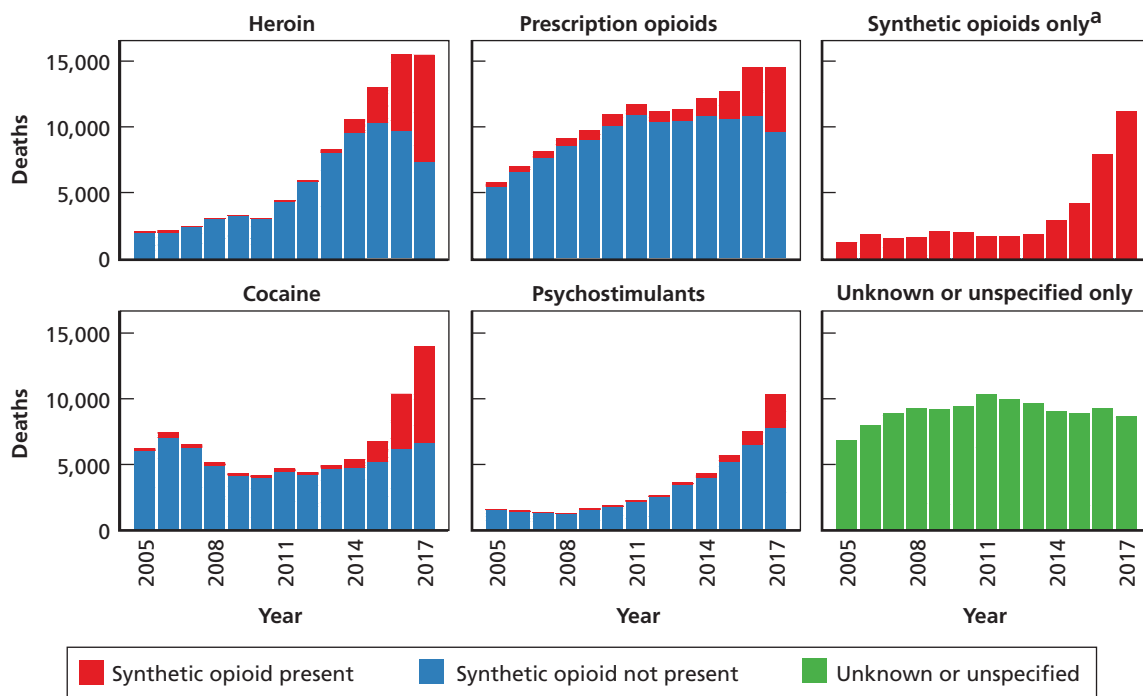 Heroin
Prescription opioids
Synthetic opioids only^a
15,000
10,000
5,000
0
Deaths
Cocaine
Psychostimulants
Unknown or unspecified only
15,000
10,000
5,000
0
Deaths
2005
2008
2011
2014
2017
2005
2008
2011
2014
2017
2005
2008
2011
2014
2017
Year
Year
Year
Synthetic opioid present
Synthetic opioid not present
Unknown or unspecified